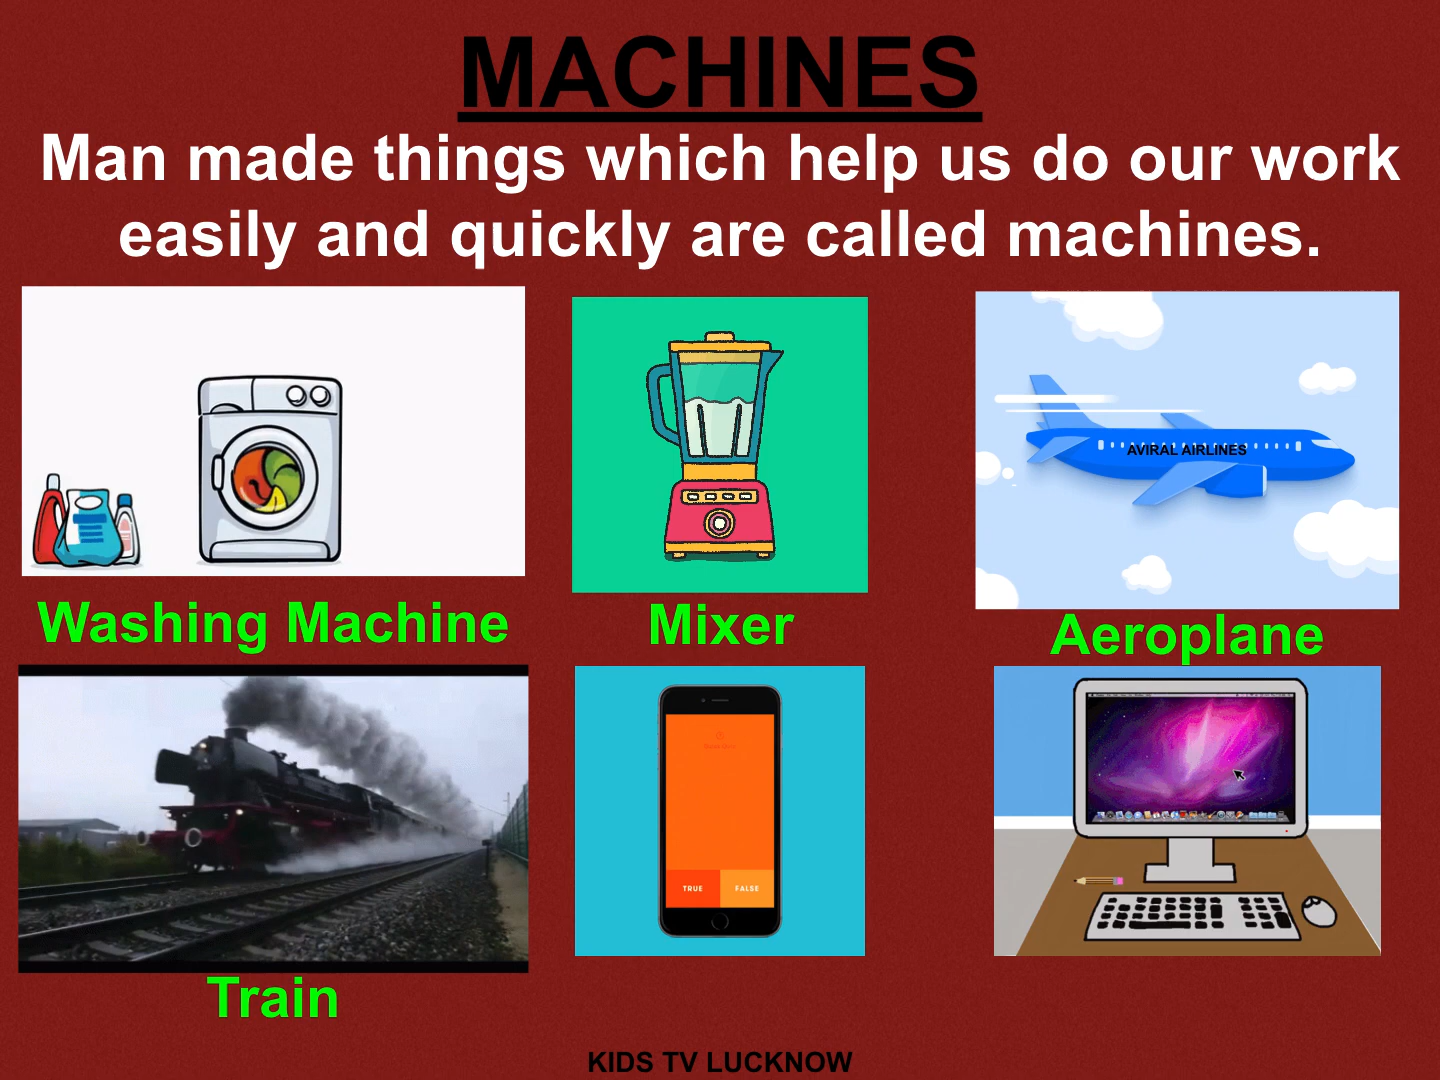 MACHINES
Man made things which help us do our work
easily and quickly are called machines.
AVIRAL AIRLINES
Washing Machine
Mixer
Aeroplane
TRUE
FALSE
Train
KIDS TV LUCKNOW